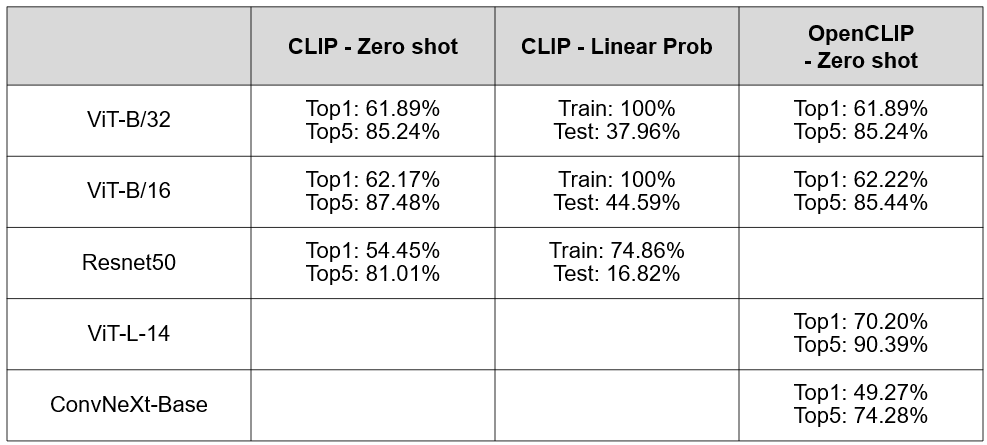 CLIP - Zero shot
CLIP - Linear Prob
OpenCLIP
- Zero shot
ViT-B/32
Top1: 61.89%
Top5: 85.24%
Train: 100%
Test: 37.96%
Top1: 61.89%
Top5: 85.24%
ViT-B/16
Top1: 62.17%
Top5: 87.48%
Train: 100%
Test: 44.59%
Top1: 62.22%
Top5: 85.44%
Resnet50
Top1: 54.45%
Top5: 81.01%
Train: 74.86%
Test: 16.82%
ViT-L-14
Top1: 70.20%
Top5: 90.39%
ConvNeXt-Base
Top1: 49.27%
Top5: 74.28%